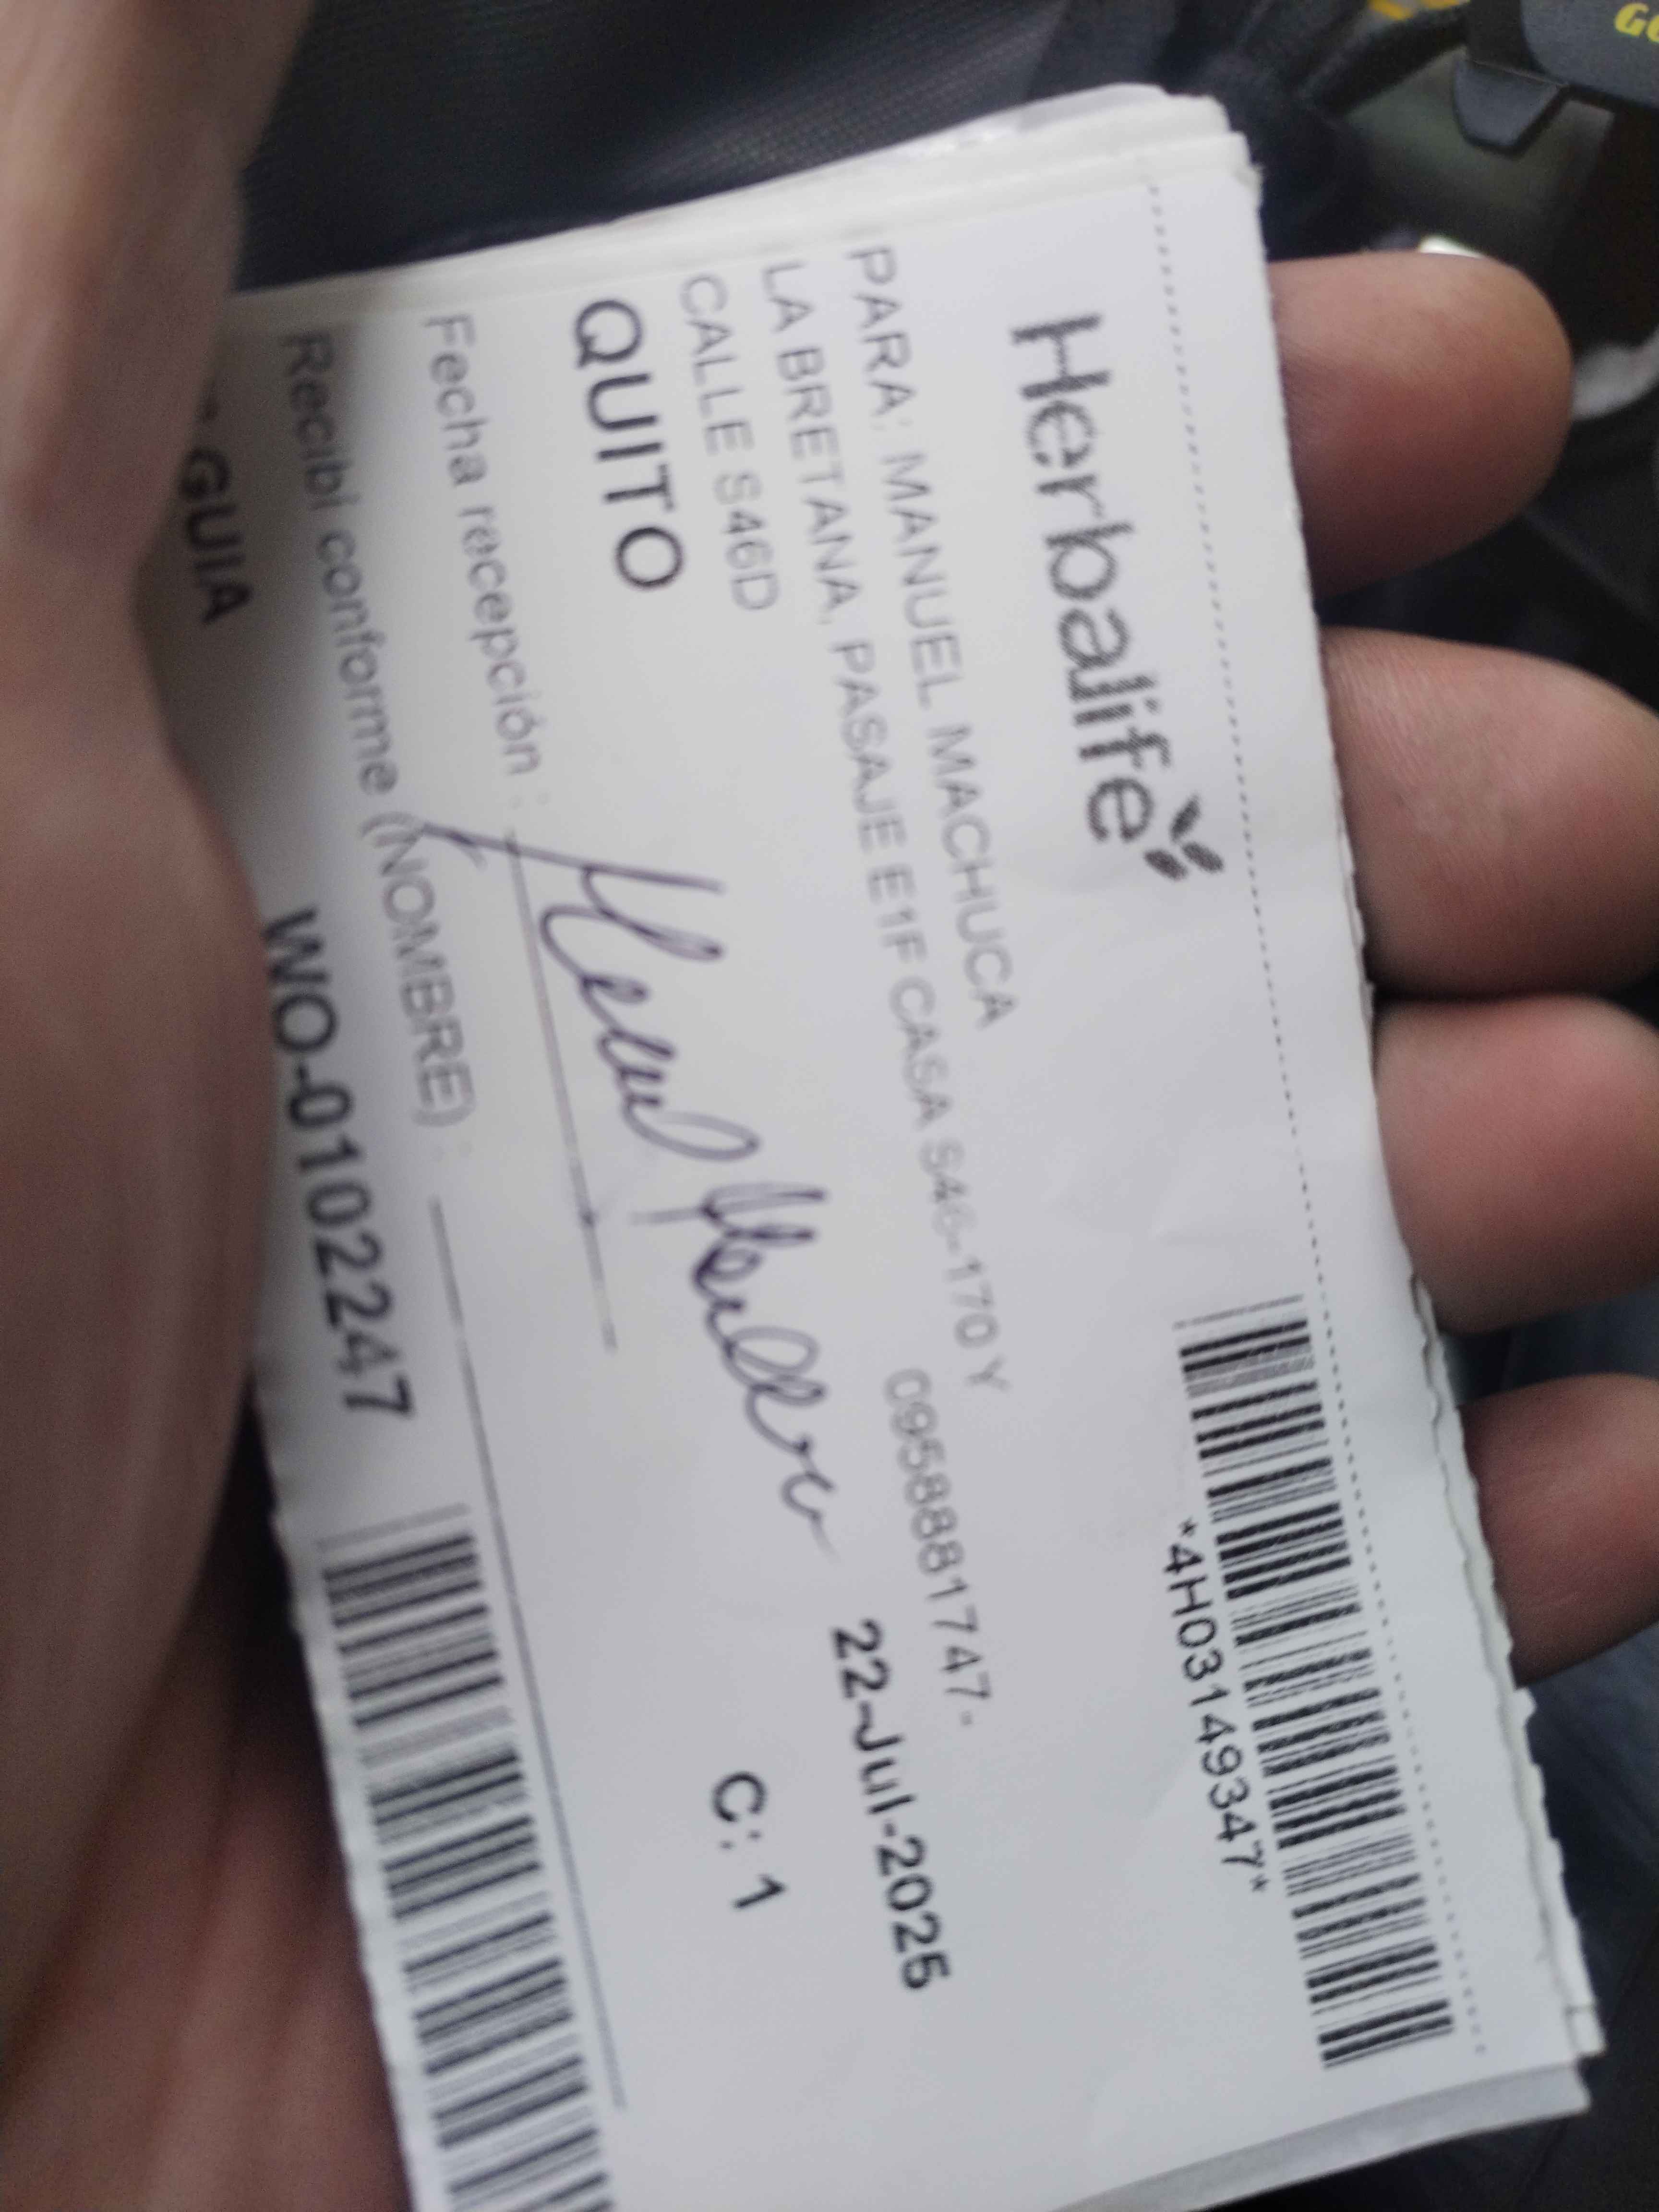 Herbalife
*4H03149347*
PARA: MANUEL MACHUCA
LA BRETANA, PASAJE E1F CASA S46-170 Y
CALLE S46D
0958881747-
QUITO
22-Jul-2025
C: 1
Fecha recepción :
Recibí conforme (NOMBRE) :
GUIA
WO-0102247